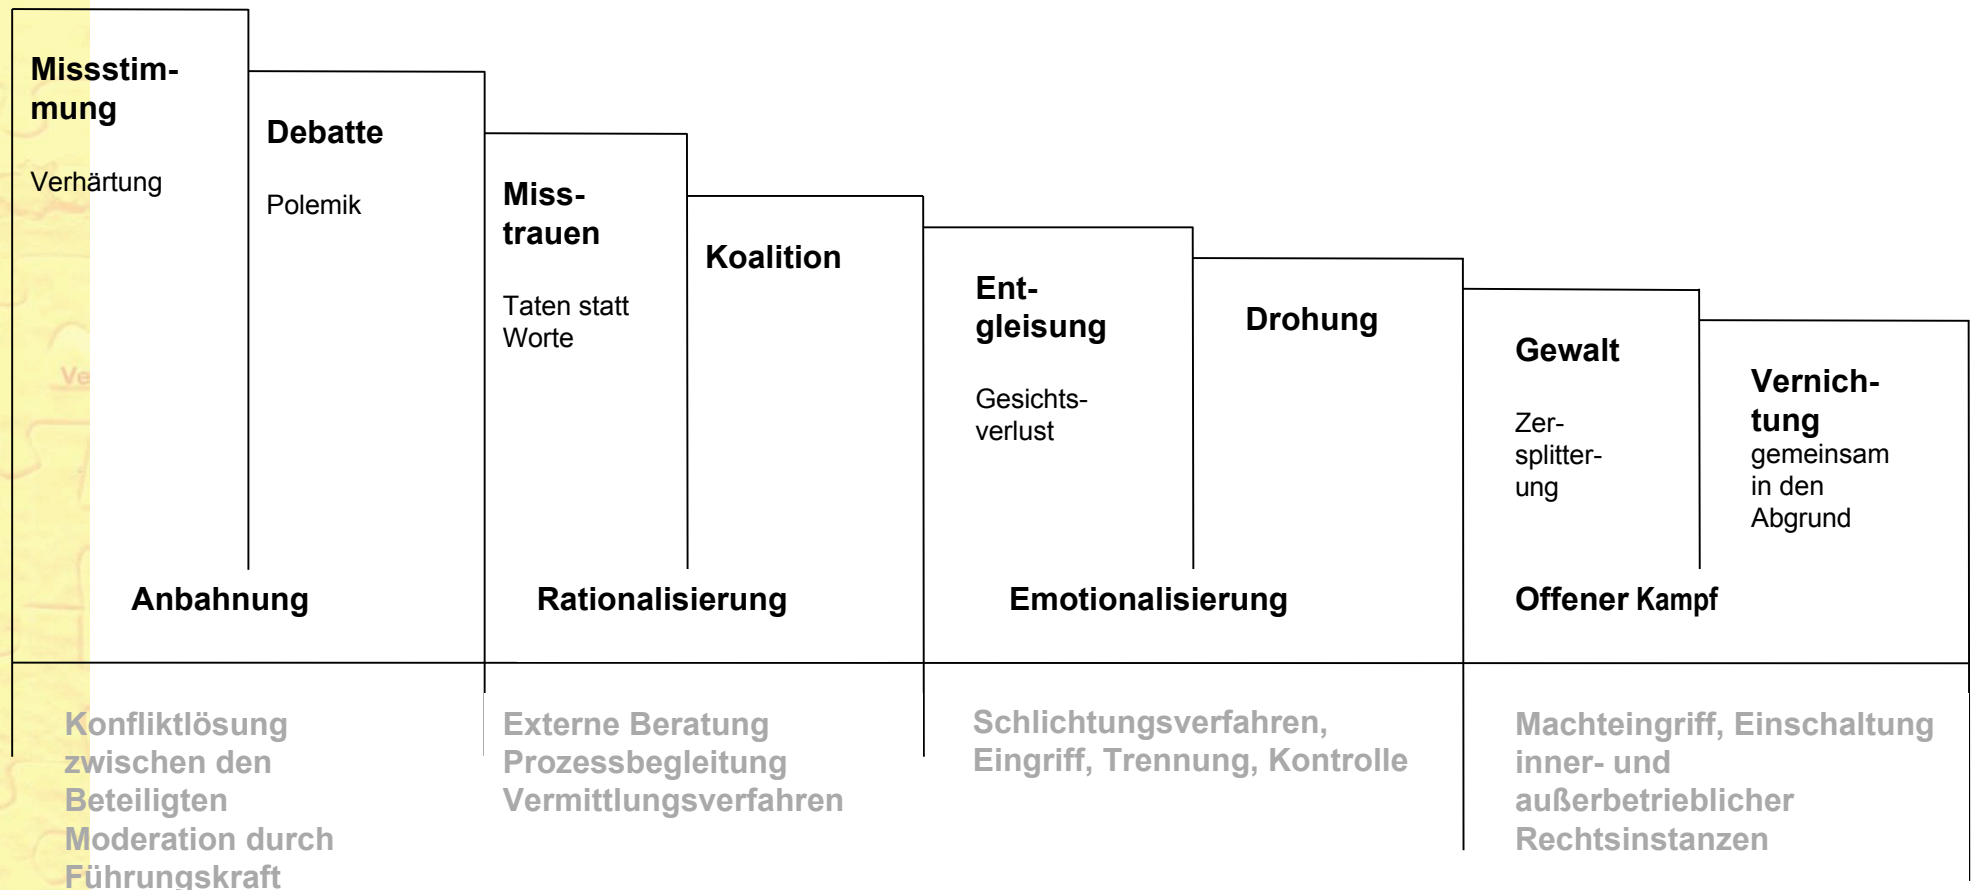 Missstim-
mung
Verhärtung
Debatte
Polemik
Miss-
trauen
Taten statt
Worte
Koalition
Ent-
gleisung
Gesichts-
verlust
Drohung
Gewalt
Zer-
splitter-
ung
Vernich-
tung
gemeinsam
in den
Abgrund
Ve
Anbahnung
Rationalisierung
Emotionalisierung
Offener Kampf
Konfliktlösung
zwischen den
Beteiligten
Moderation durch
Führungskraft
Externe Beratung
Prozessbegleitung
Vermittlungsverfahren
Schlichtungsverfahren,
Eingriff, Trennung, Kontrolle
Machteingriff, Einschaltung
inner- und
außerbetrieblicher
Rechtsinstanzen